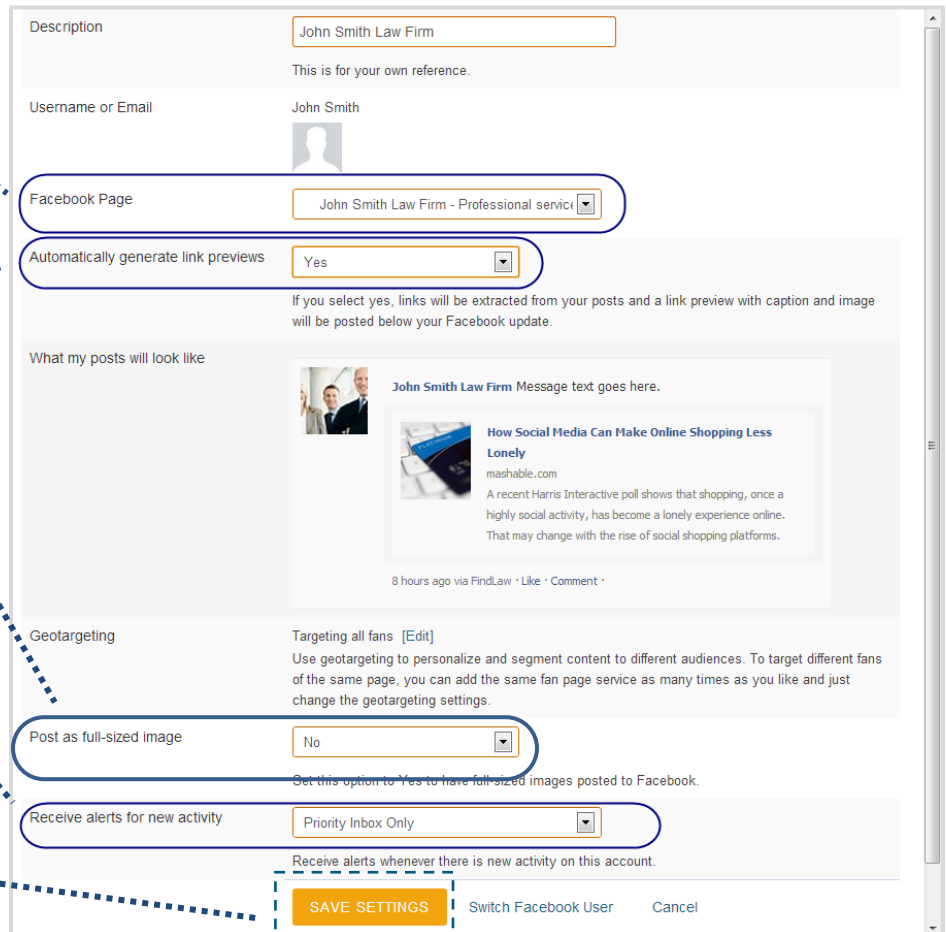 Description
John Smith Law Firm
This is for your own reference.
Username or Email
John Smith
Facebook Page
John Smith Law Firm - Professional service
Automatically generate link previews
Yes
If you select yes, links will be extracted from your posts and a link preview with caption and image
will be posted below your Facebook update.
What my posts will look like
John Smith Law Firm Message text goes here.
PLATINUM
How Social Media Can Make Online Shopping Less
Lonely
mashable.com
A recent Harris Interactive poll shows that shopping, once a
highly social activity, has become a lonely experience online.
That may change with the rise of social shopping platforms.
8 hours ago via FindLaw · Like · Comment ·
Geotargeting
Targeting all fans [Edit]
Use geotargeting to personalize and segment content to different audiences. To target different fans
of the same page, you can add the same fan page service as many times as you like and just
change the geotargeting settings.
Post as full-sized image
No
Set this option to Yes to have full-sized images posted to Facebook.
Receive alerts for new activity
Priority Inbox Only
Receive alerts whenever there is new activity on this account.
SAVE SETTINGS Switch Facebook User Cancel